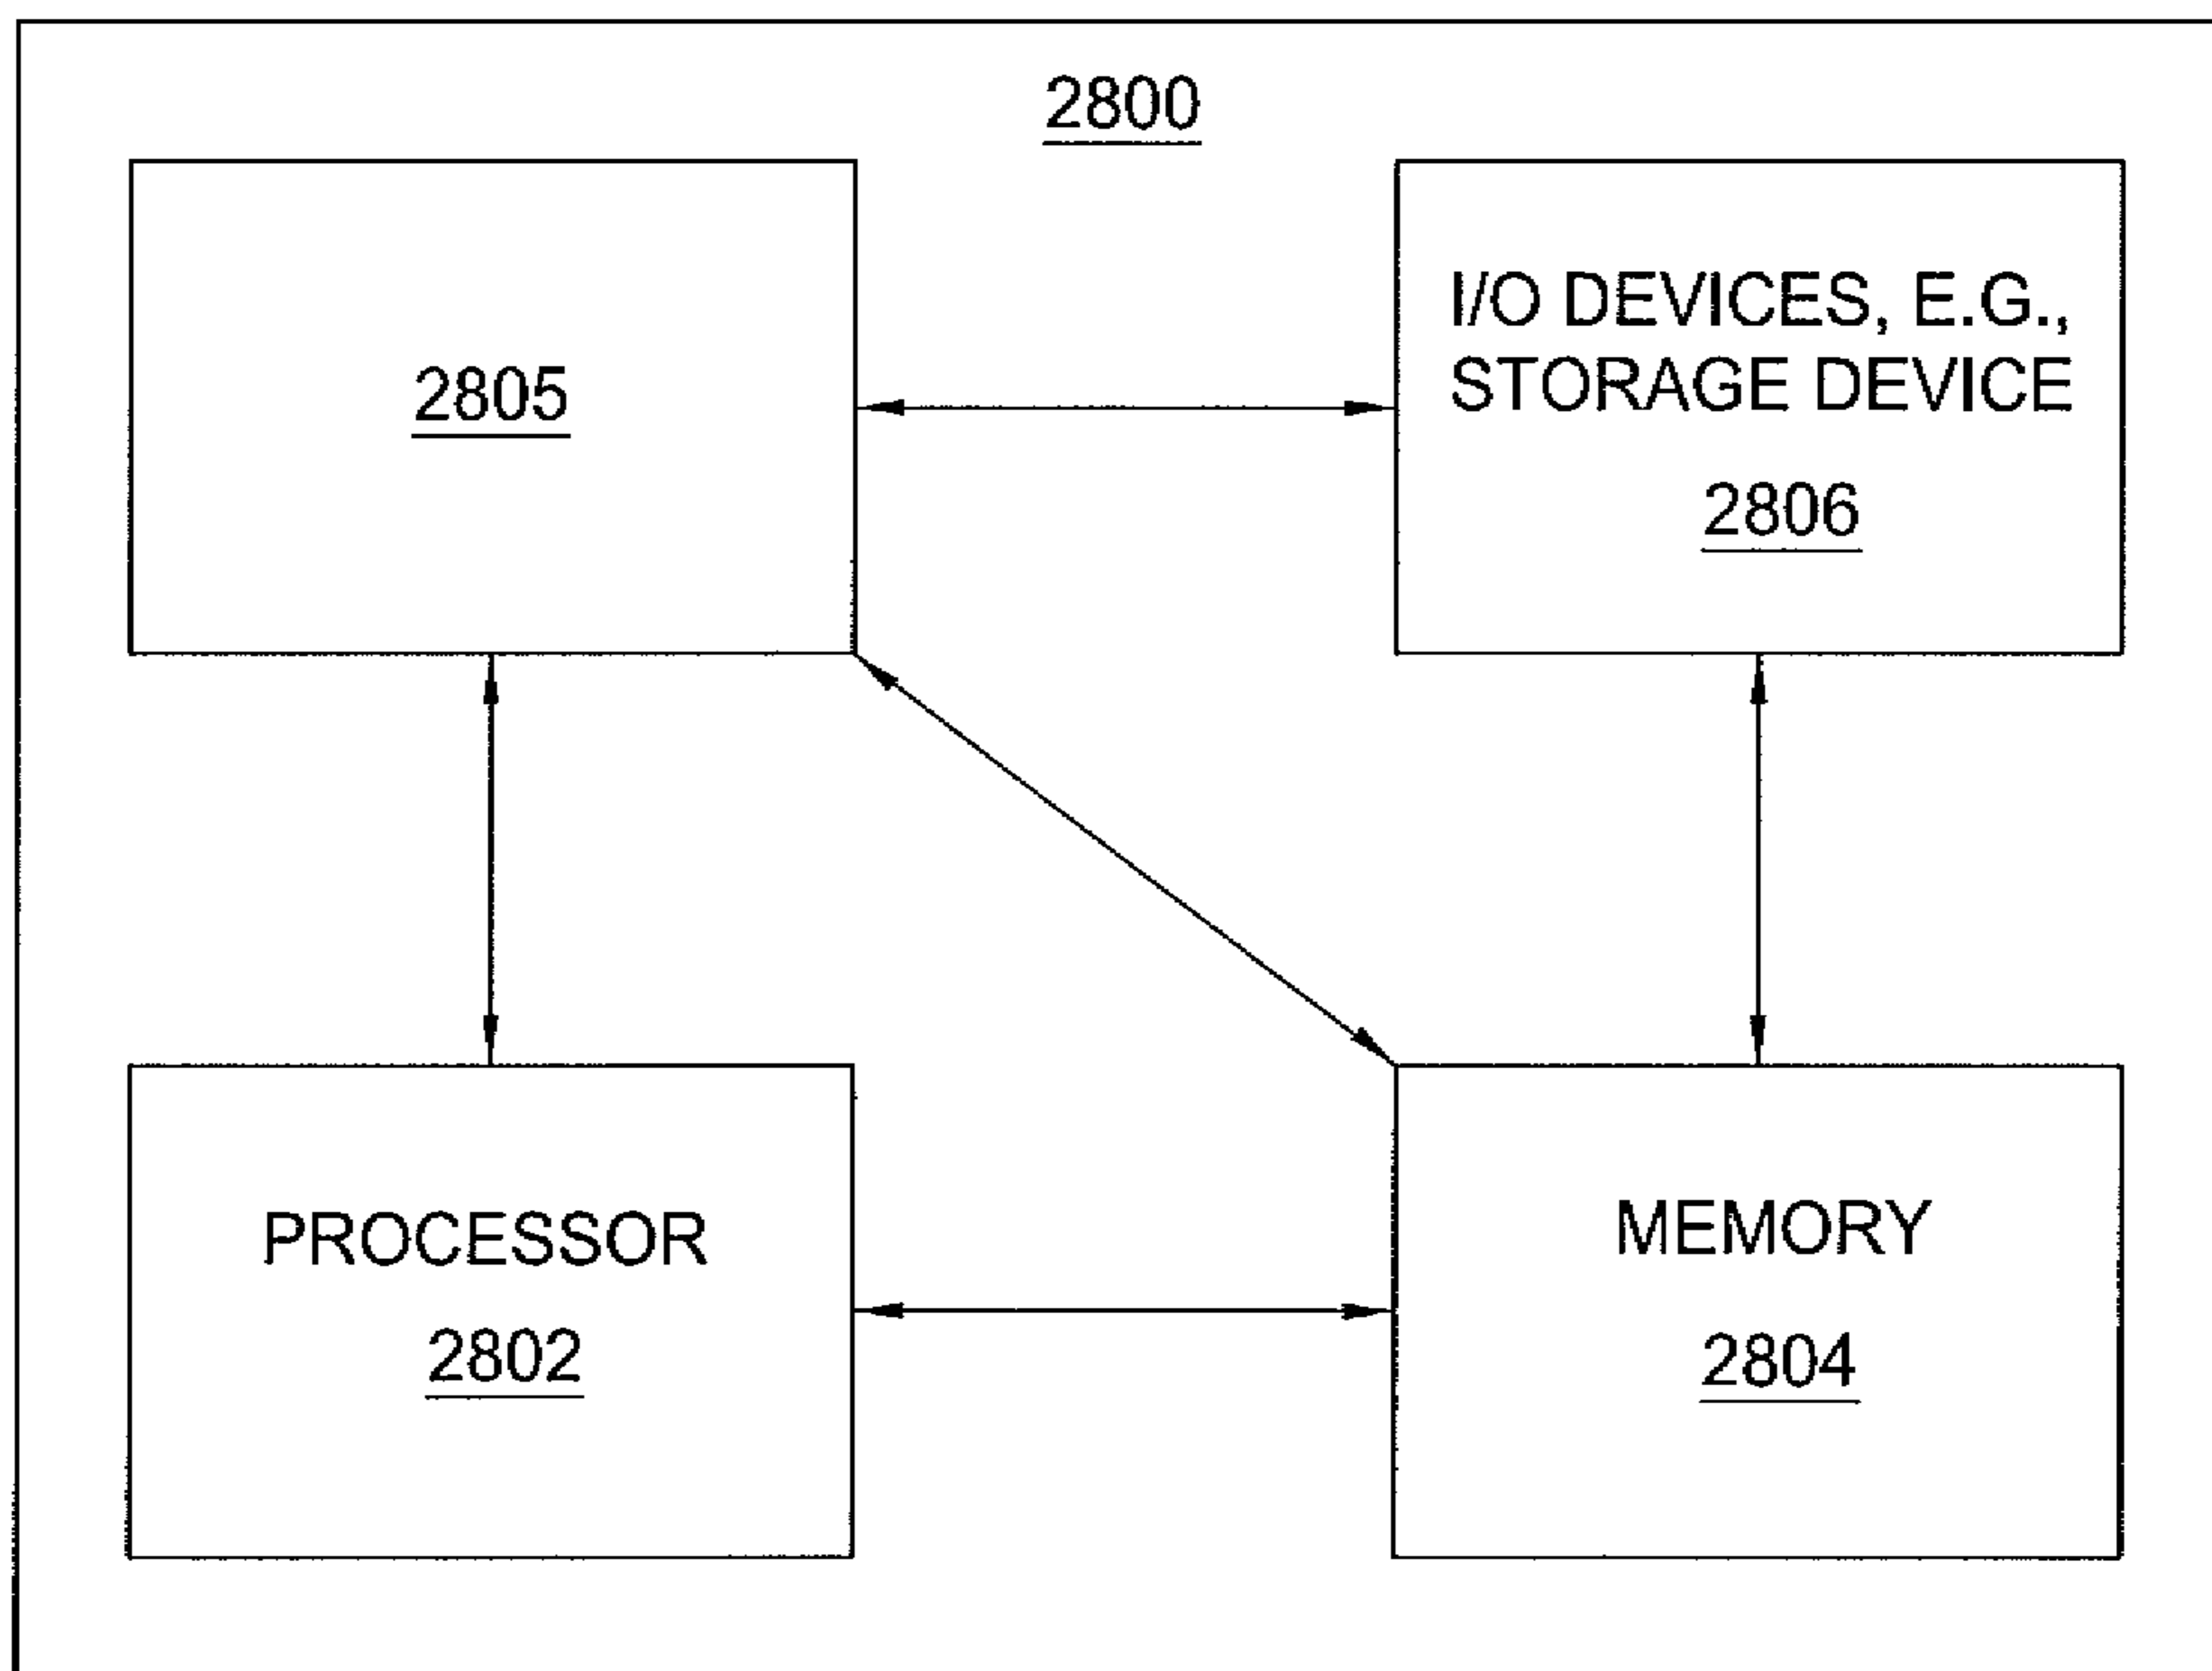 2800
2805
I/O DEVICES, E.G.,
STORAGE DEVICE
2806
PROCESSOR
2802
MEMORY
2804